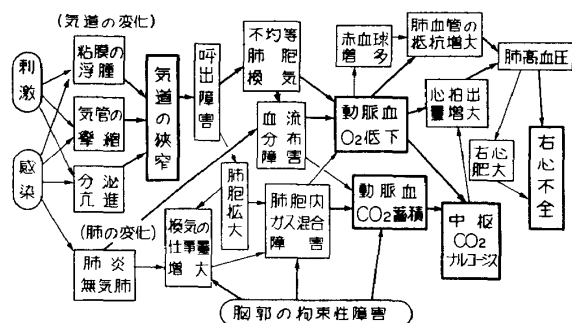 (気道の変化)
刺激
感染
粘膜の
浮腫
気管の
攣縮
分泌
亢進
気道の狭窄
呼出
障害
不均等
肺胞
換気
血流
分布
障害
肺胞
拡大
(肺の変化)
肺炎
無気肺
換気の
仕事量
増大
肺胞内
ガス混合
障害
赤血球
増多
動脈血
O₂低下
動脈血
CO₂蓄積
肺血管の
抵抗増大
心拍出
量増大
肺高血圧
右心
肥大
右心不全
中枢
CO₂
ナルコージス
胸郭の拘束性障害